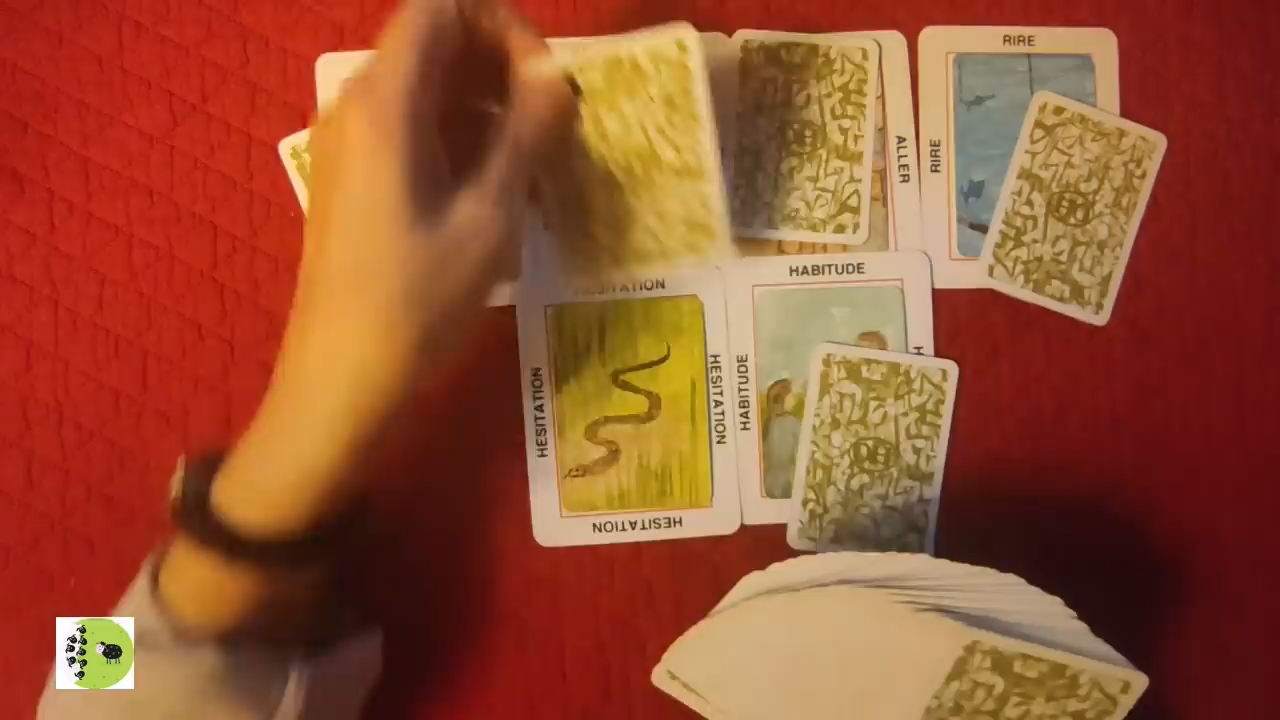 RIRE
RIRE
ALLER
HABITUDE
HABITUDE
HESITATION
HESITATION
HESITATION
HESITATION